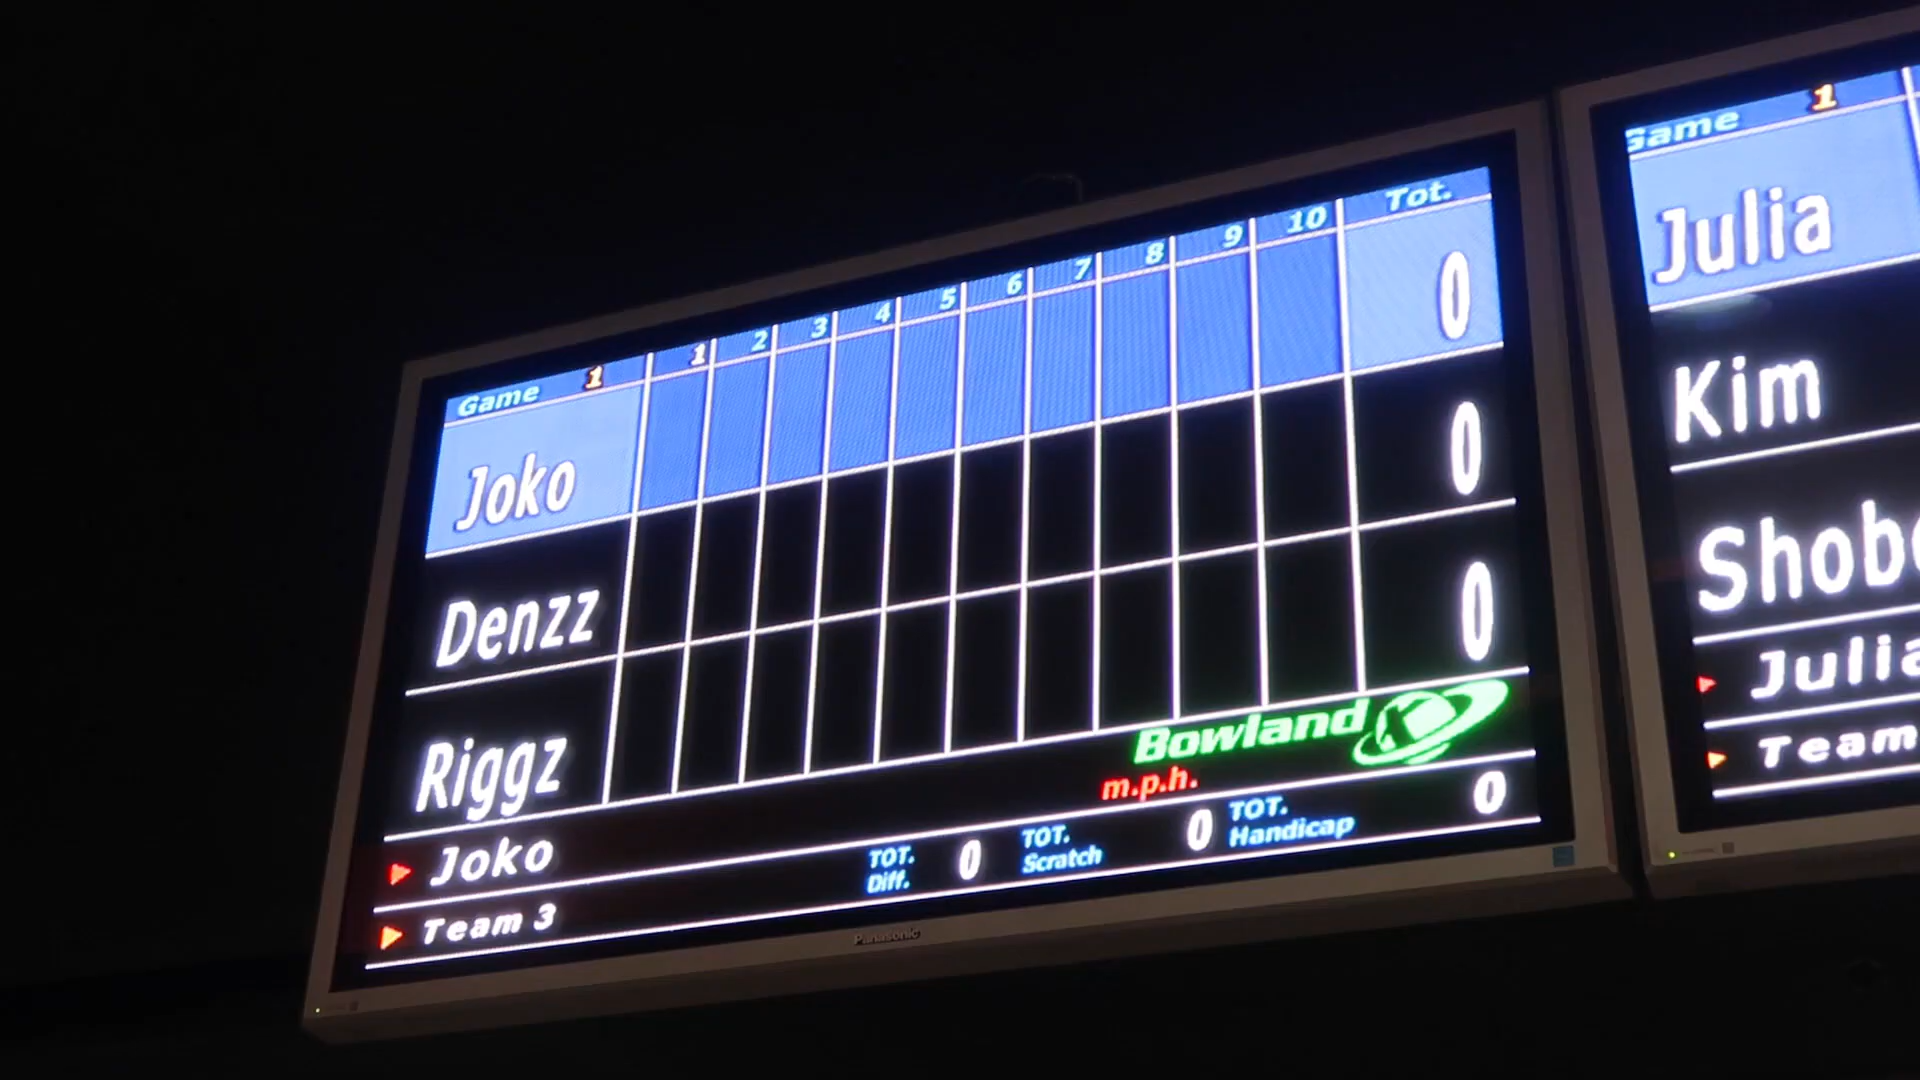 Game 1 1 2 3 4 5 6 7 8 9 10 Tot.
Joko 0
Denzz 0
Riggz 0
Bowland
m.p.h.
Joko TOT. Diff. 0 TOT. Scratch 0 TOT. Handicap 0
Team 3
Panasonic
Game 1
Julia
Kim
Julia
Team